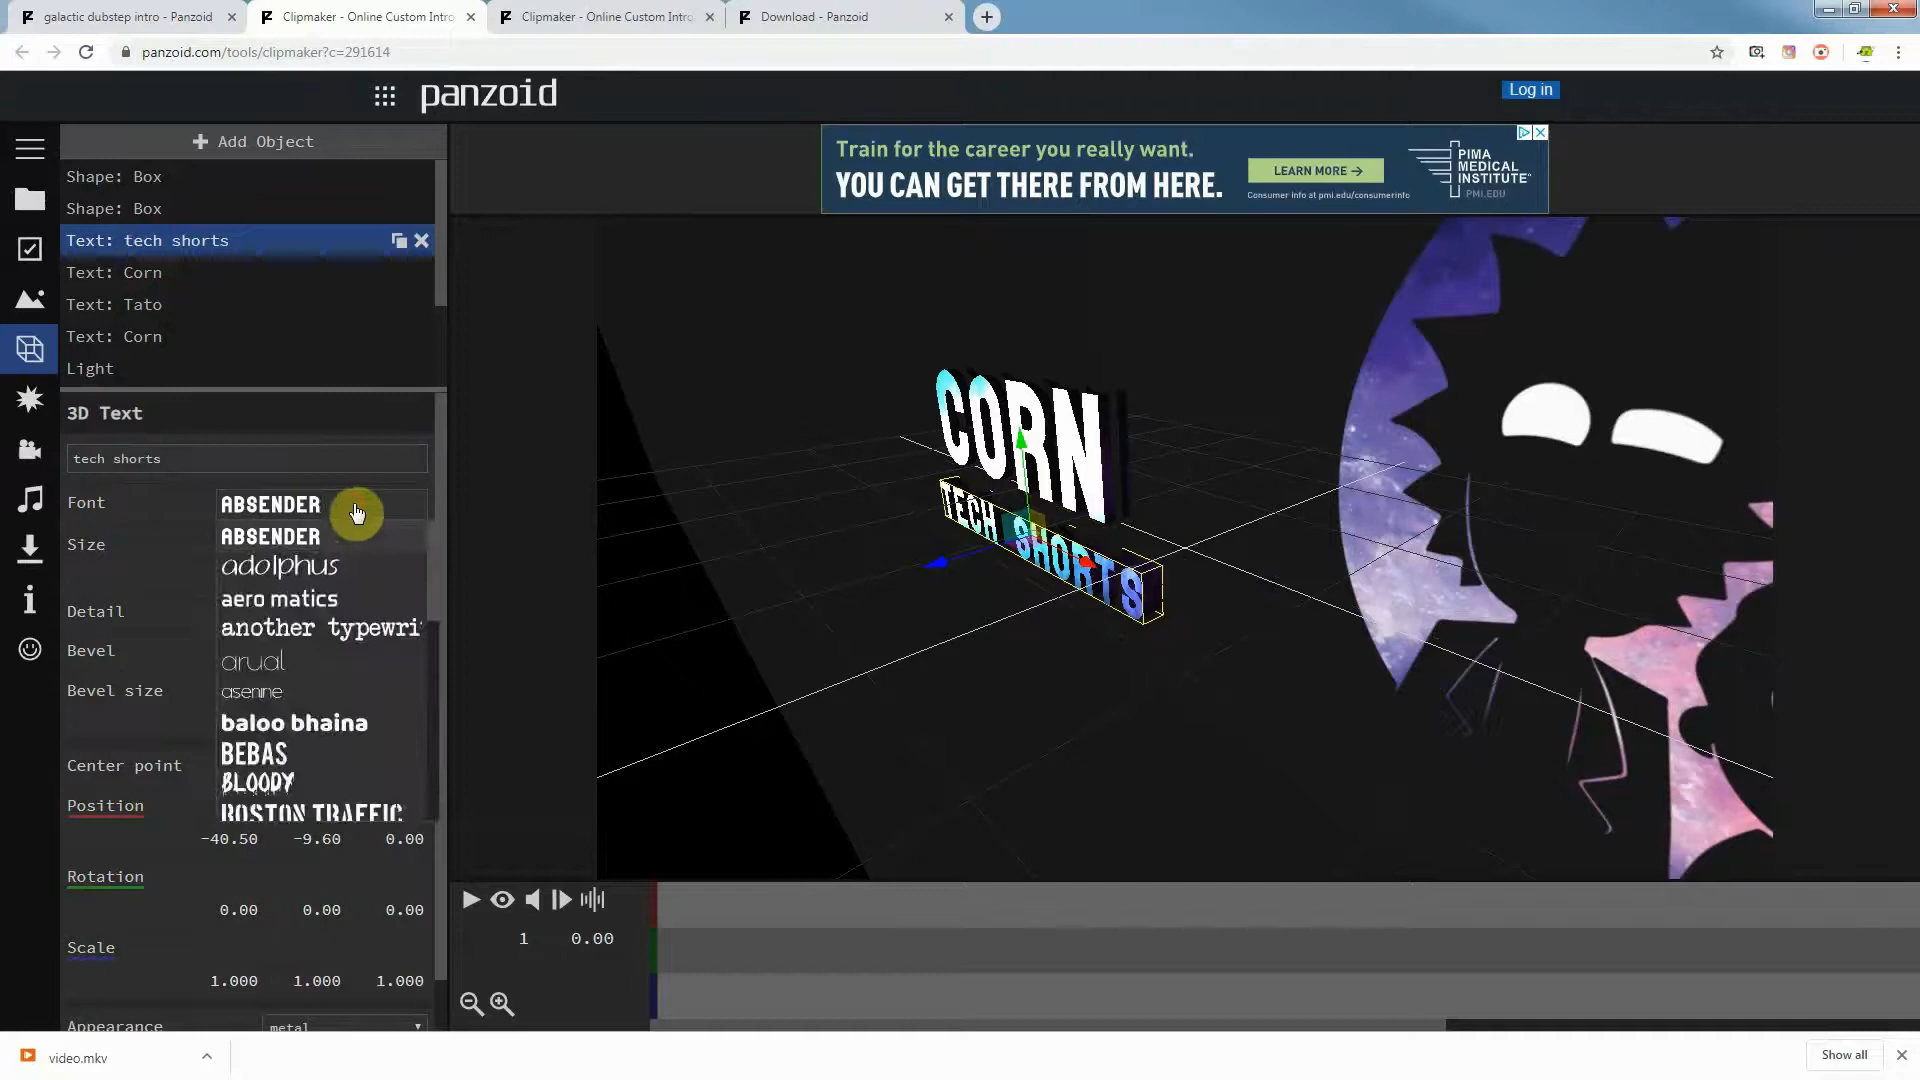 galactic dubstep intro - Panzoid
Clipmaker - Online Custom Intro
Clipmaker - Online Custom Intro
Download - Panzoid
panzoid.com/tools/clipmaker?c=291614
panzoid
Log in
Add Object
Train for the career you really want.
YOU CAN GET THERE FROM HERE.
LEARN MORE →
Consumer info at pmi.edu/consumerinfo
PIMA
MEDICAL
INSTITUTE
PMI.EDU
Shape: Box
Shape: Box
Text: tech shorts
Text: Corn
Text: Tato
Text: Corn
Light
3D Text
tech shorts
Font
ABSENDER
Size
ABSENDER
adolphus
aero matics
another typewri
Detail
arual
Bevel
asenine
Bevel size
baloo bhaina
BEBAS
Center point
BLOODY
Position
BOSTON TRAFFIC
-40.50 -9.60 0.00
Rotation
0.00 0.00 0.00
Scale
1.000 1.000 1.000
Appearance
metal
CORN
TECH SHORTS
1 0.00
video.mkv
Show all